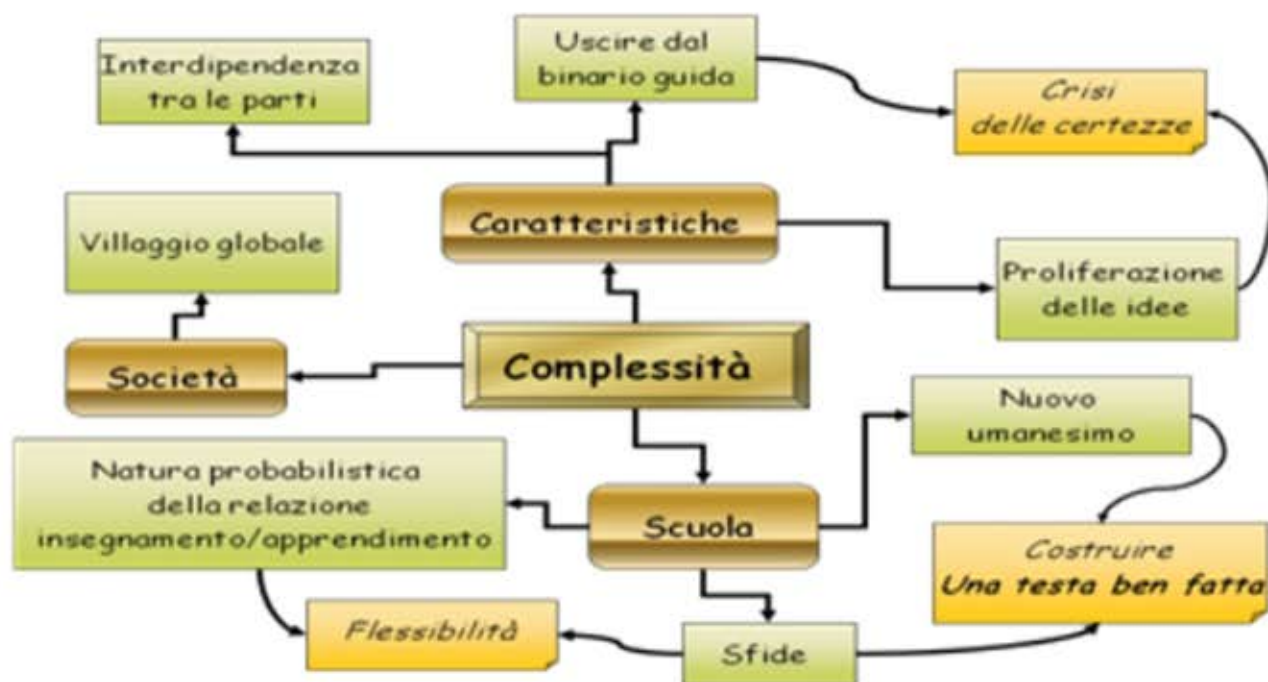 Interdipendenza
tra le parti
Uscire dal
binario guida
Crisi
delle certezze
Villaggio globale
Caratteristiche
Proliferazione
delle idee
Società
Complessità
Nuovo
umanesimo
Natura probabilistica
della relazione
insegnamento/apprendimento
Scuola
Costruire
Una testa ben fatta
Flessibilità
Sfide